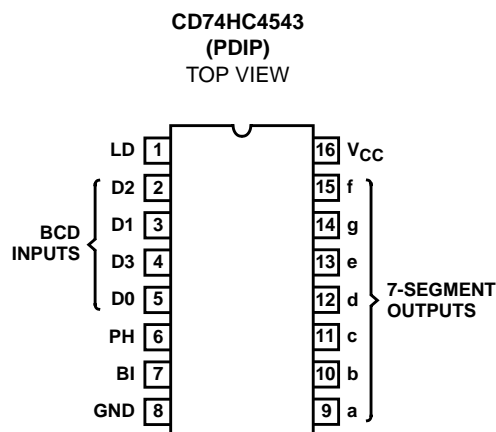 CD74HC4543
(PDIP)
TOP VIEW
LD 1 16 VCC
D2 2 15 f
D1 3 14 g
BCD
INPUTS
D3 4 13 e
D0 5 12 d
7-SEGMENT
OUTPUTS
PH 6 11 c
BI 7 10 b
GND 8 9 a